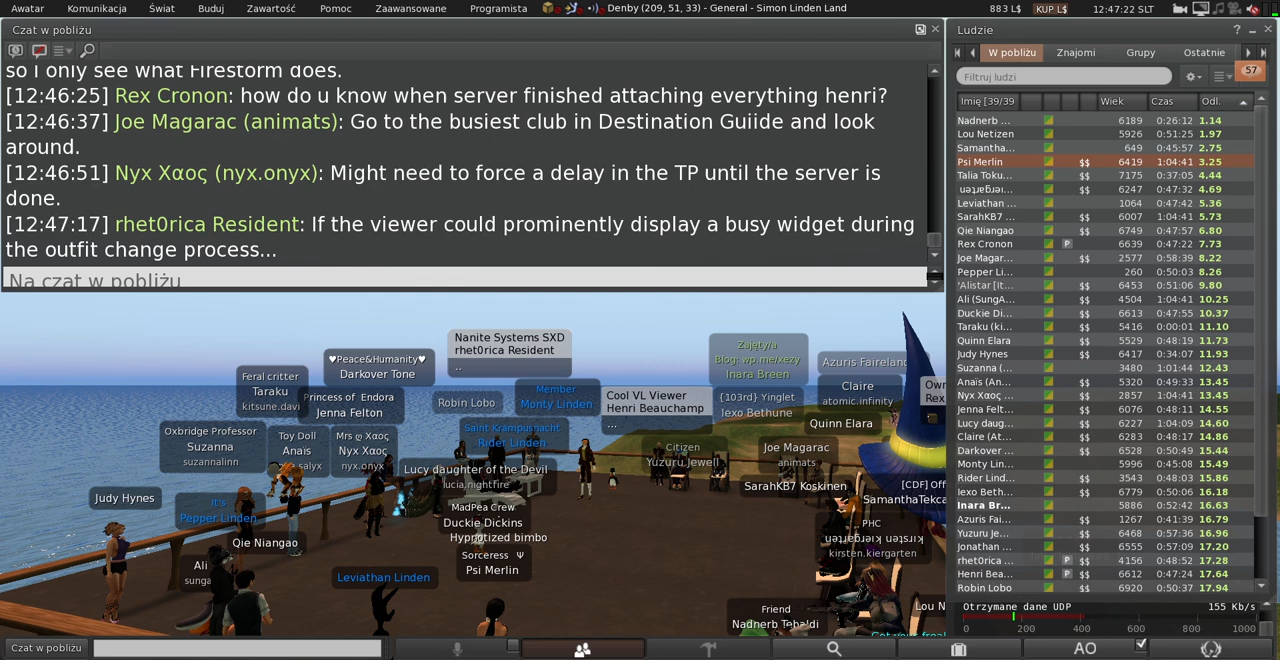 Awatar Komunikacja Świat Buduj Zawartość Pomoc Zaawansowane Programista Denby (209, 51, 33) - General - Simon Linden Land 883 L$ KUP L$ 12:47:22 SLT
Czat w pobliżu
so I only see what Firestorm does.
[12:46:25] Rex Cronon: how do u know when server finished attaching everything henri?
[12:46:37] Joe Magarac (animats): Go to the busiest club in Destination Guiide and look
around.
[12:46:51] Nyx Χαος (nyx.onyx): Might need to force a delay in the TP until the server is
done.
[12:47:17] rhet0rica Resident: If the viewer could prominently display a busy widget during
the outfit change process...
Na czat w pobliżu
Nanite Systems SXD
rhet0rica Resident
..
♥Peace&Humanity♥
Darkover Tone
Zajęty/a
Blog: wp.me/xezy
Inara Breen
Azuris Faireland
Feral critter
Taraku
kitsune.davi
Princess of Endora
Jenna Felton
Robin Lobo
Member
Monty Linden
Cool VL Viewer
Henri Beauchamp
...
{103rd} Yinglet
Iexo Bethune
Claire
atomic.infinity
Own
Rex
Quinn Elara
Oxbridge Professor
Suzanna
suzannalinn
Toy Doll
Anaïs
salyx
Mrs ღ Χαος
Nyx Χαος
nyx.onyx
Saint Krampusnacht
Rider Linden
Citizen
Yuzuru Jewell
Joe Magarac
animats
Lucy daughter of the Devil
lucia.nightfire
SarahKB7 Koskinen
[CDF] Off
SamanthaTekca
Judy Hynes
It's
Pepper Linden
MadPea Crew
Duckie Dickins
Hypnotized bimbo
Qie Niangao
PHC
kirsten.kiergarten
Sorceress Ψ
Psi Merlin
Ali
sunga
Leviathan Linden
Friend
Nadnerb
Lou N
Czat w pobliżu
AO
Ludzie
W pobliżu Znajomi Grupy Ostatnie
57
Filtruj ludzi
Imię [39/39 Wiek Czas Odl.
Nadnerb ... 6189 0:26:12 1.14
Lou Netizen 5926 0:51:25 1.97
Samantha... 649 0:45:57 2.75
Psi Merlin $$ 6419 1:04:41 3.25
Talia Toku... $$ 7175 0:37:05 4.44
$$ 6247 0:47:32 4.69
Leviathan ... 1064 0:47:42 5.36
SarahKB7 ... $$ 6007 1:04:41 5.73
Qie Niangao $$ 6749 0:47:57 6.80
Rex Cronon P 6639 0:47:22 7.73
Joe Magar... $$ 2577 0:58:39 8.22
Pepper Li... 260 0:50:03 8.26
'Alistar [It... $$ 6453 0:51:06 9.80
Ali (SungA... $$ 4504 1:04:41 10.25
Duckie Di... $$ 6613 0:47:55 10.37
Taraku (ki... $$ 5416 0:00:01 11.10
Quinn Elara $$ 5529 0:48:19 11.73
Judy Hynes $$ 6417 0:34:07 11.93
Suzanna (... $$ 3480 1:01:44 12.43
Anaïs (An... $$ 5320 0:49:33 13.45
Nyx Χαος ... $$ 2857 1:04:41 13.45
Jenna Felt... $$ 6076 0:48:11 14.55
Lucy daug... $$ 6227 1:04:09 14.60
Claire (At... $$ 6283 0:48:17 14.86
Darkover ... $$ 6528 0:50:49 15.44
Monty Lin... 5996 0:45:08 15.49
Rider Lind... $$ 3543 0:48:03 15.86
Iexo Beth... $$ 6779 0:50:06 16.18
Inara Br... 5886 0:52:42 16.63
Azuris Fai... $$ 1267 0:41:39 16.79
Yuzuru Je... $$ 6468 0:57:36 16.96
Jonathan ... $$ 6555 0:57:09 17.20
rhet0rica ... P $$ 4156 0:48:52 17.28
Henri Bea... P $$ 6612 0:47:24 17.64
Robin Lobo $$ 6920 0:50:37 17.94
Otrzymane dane UDP 155 Kb/s
0 200 400 600 800 1000